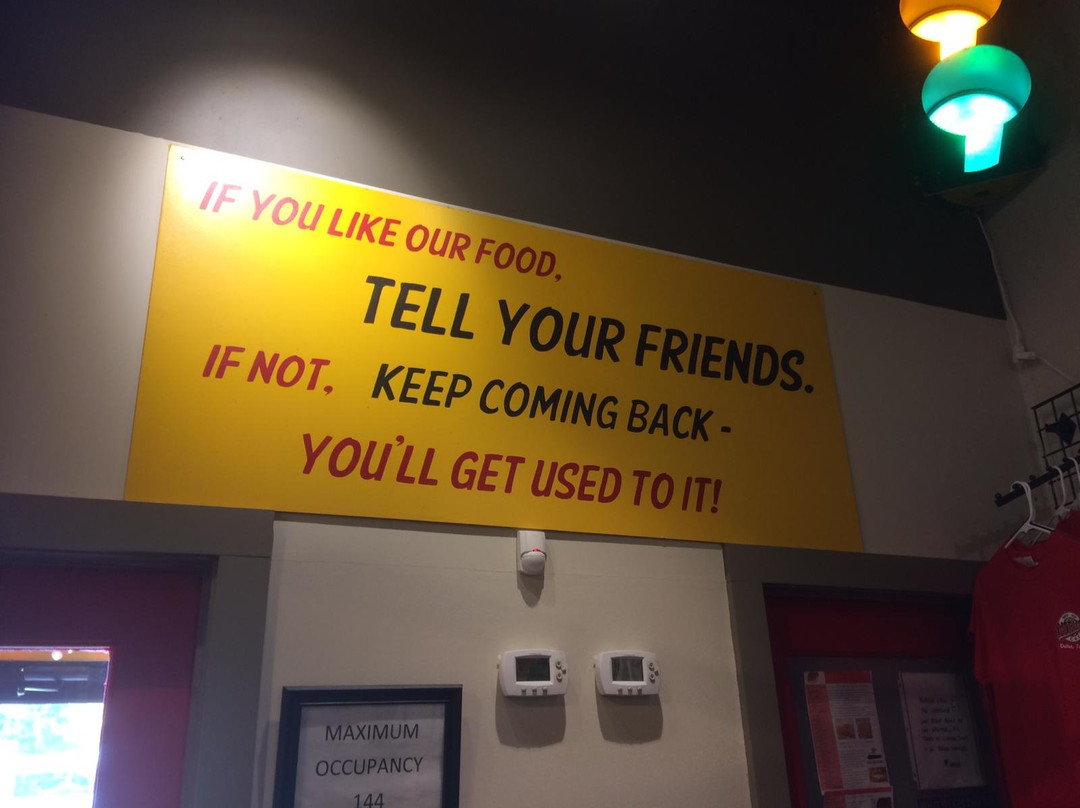 IF YOU LIKE OUR FOOD,
TELL YOUR FRIENDS.
IF NOT, KEEP COMING BACK -
YOU'LL GET USED TO IT!
MAXIMUM
OCCUPANCY
144